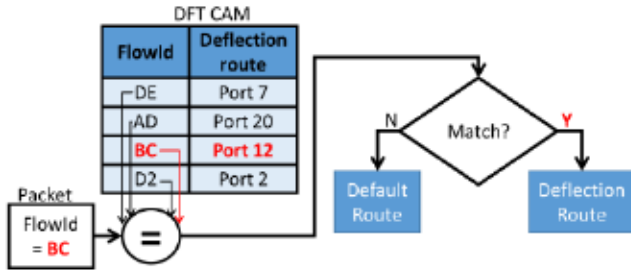 DFT CAM
FlowId Deflection
route
DE Port 7
AD Port 20
BC Port 12
D2 Port 2
Packet
FlowId
= BC
=
Match?
N
Y
Default
Route
Deflection
Route